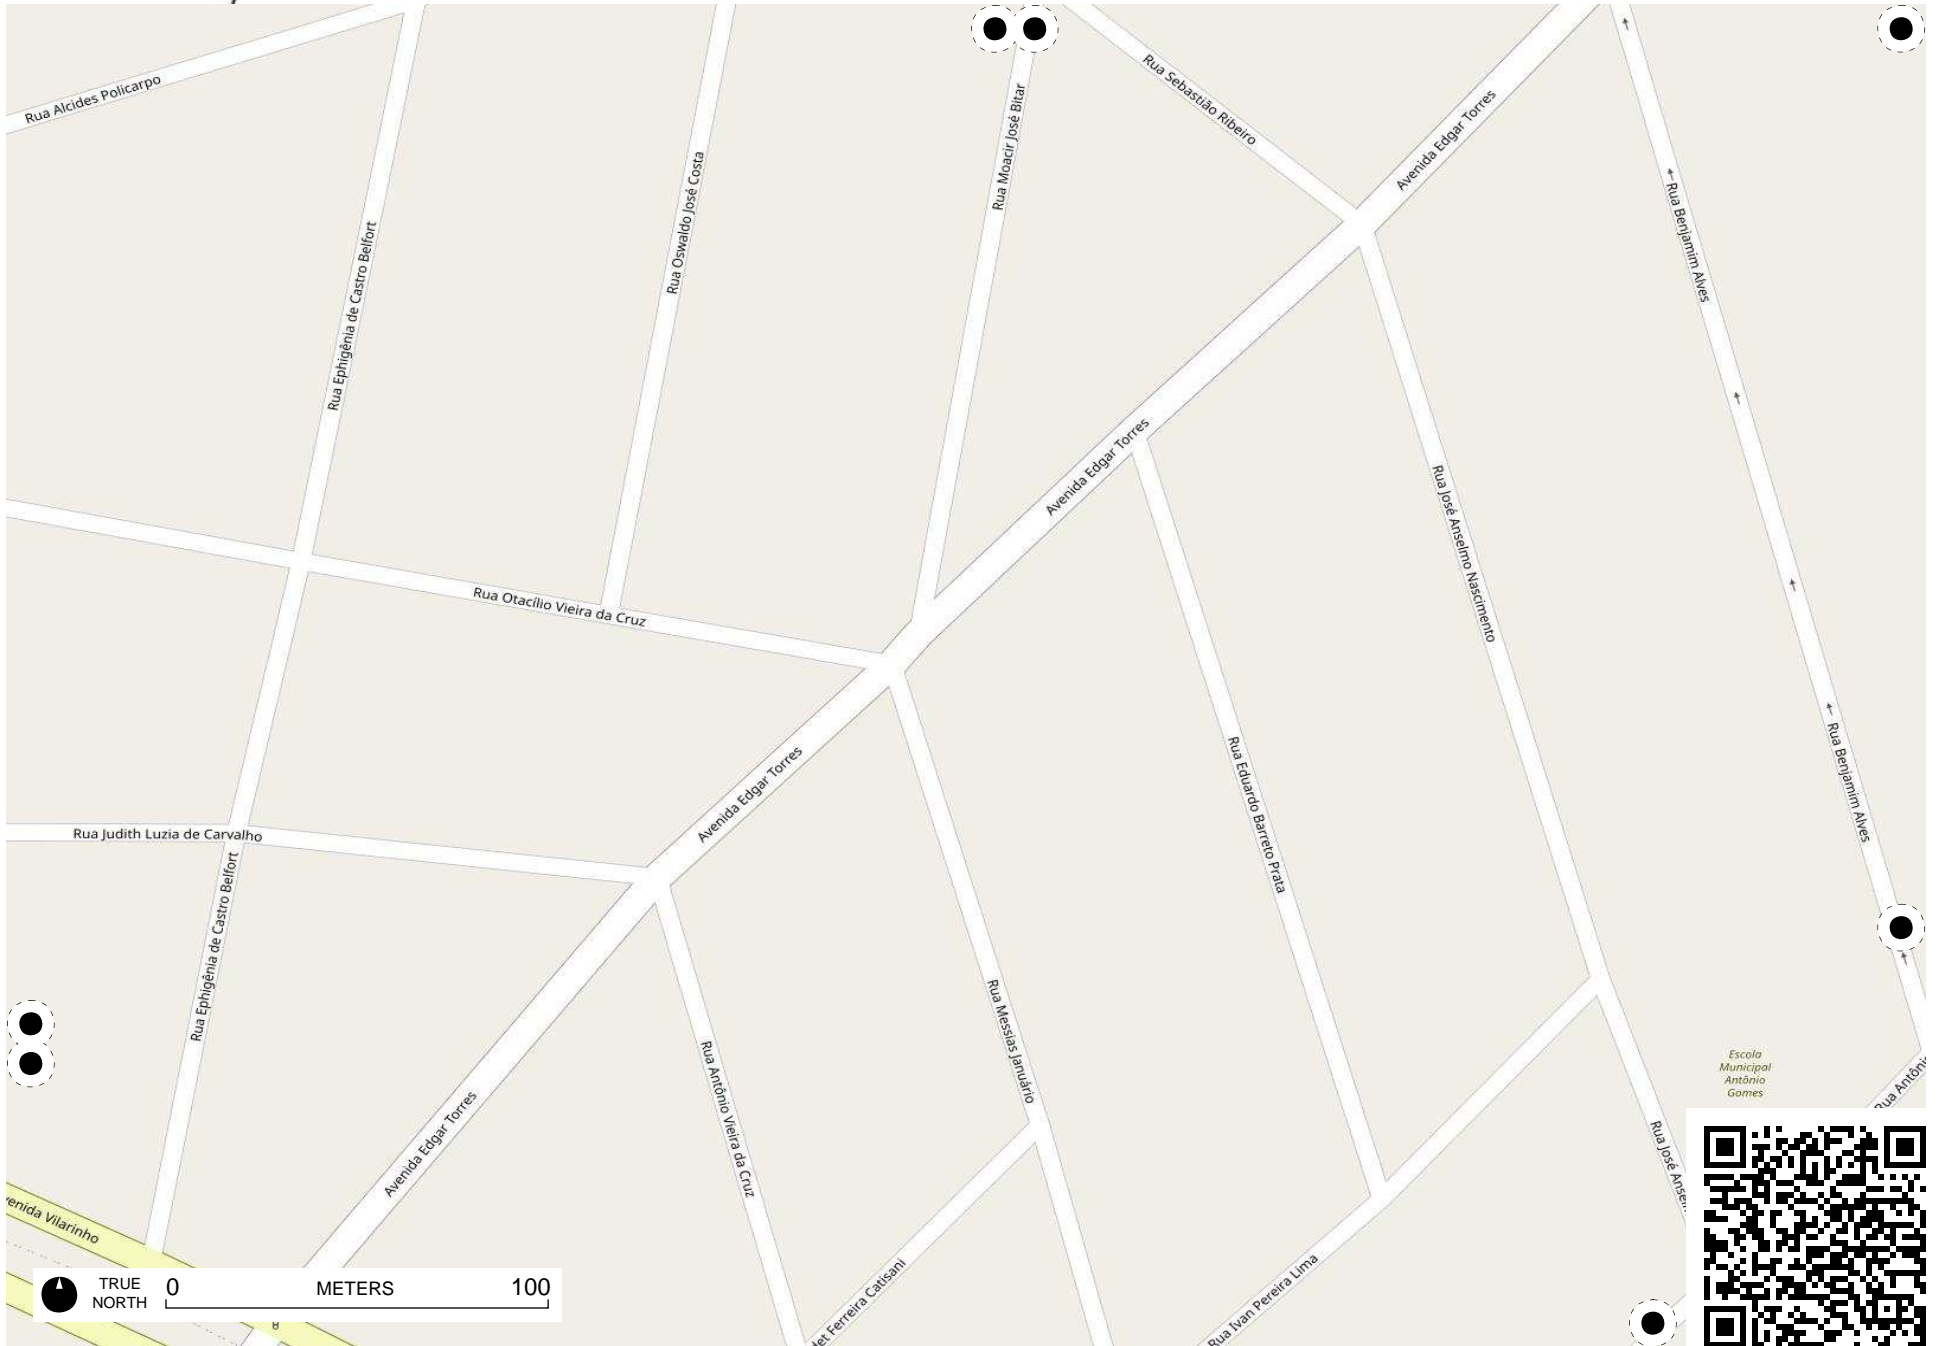 Rua Alcides Policarpo
Rua Sebastião Ribeiro
Avenida Edgar Torres
Rua Moacir José Bitar
Rua Oswaldo José Costa
Rua Ephigênia de Castro Belfort
Rua Benjamim Alves
Avenida Edgar Torres
Rua José Anselmo Nascimento
Rua Otacílio Vieira da Cruz
Avenida Edgar Torres
Rua Eduardo Barreto Prata
Rua Benjamim Alves
Rua Judith Luzia de Carvalho
Rua Ephigênia de Castro Belfort
Rua Messias Januário
Rua Antônio Vieira da Cruz
Avenida Edgar Torres
Escola
Municipal
Antônio
Gomes
Rua Antôni
Rua José Ansel
venida Vilarinho
det Ferreira Catisani
Rua Ivan Pereira Lima
TRUE
NORTH
0 METERS 100